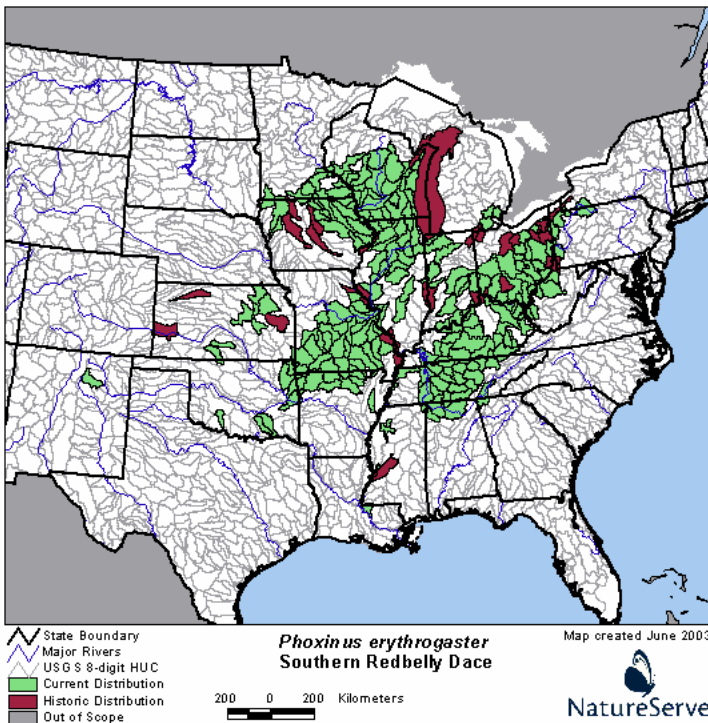 State Boundary
Major Rivers
USGS 8-digit HUC
Current Distribution
Historic Distribution
Out of Scope
Phoxinus erythrogaster
Southern Redbelly Dace
200 0 200 Kilometers
Map created June 2003
NatureServe